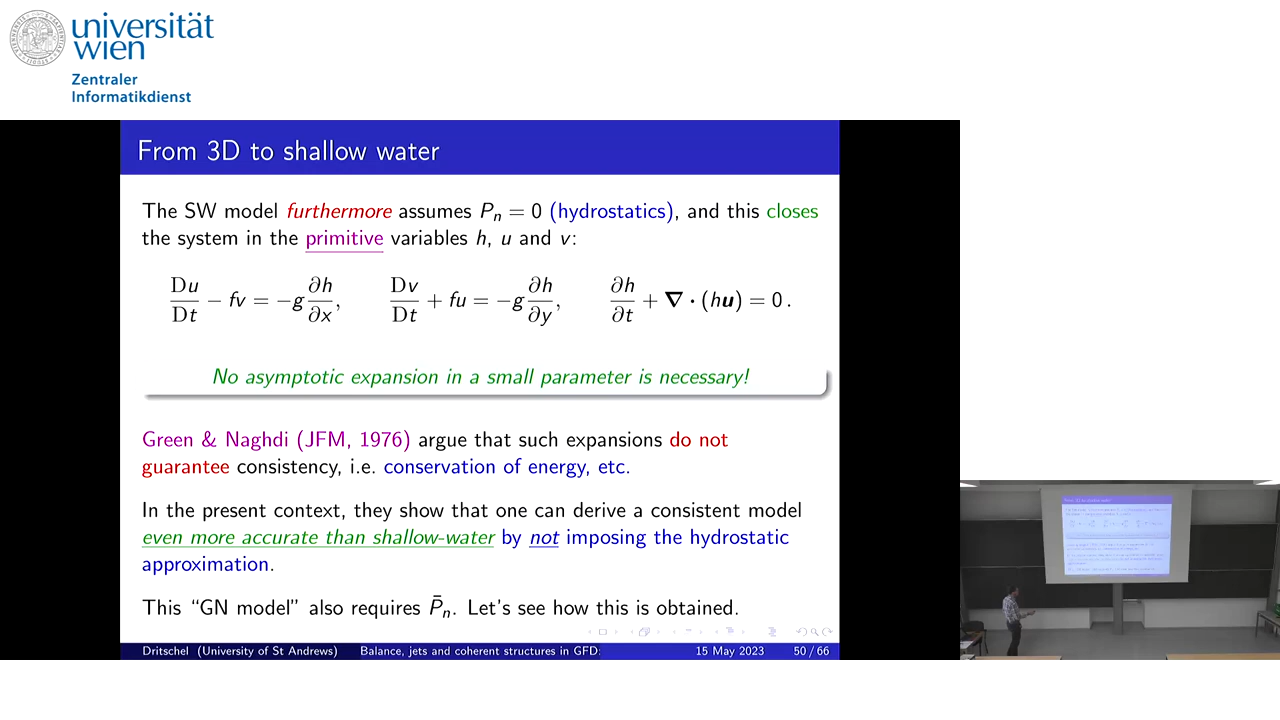 universität
wien
Zentraler
Informatikdienst
From 3D to shallow water
The SW model furthermore assumes Pₙ = 0 (hydrostatics), and this closes
the system in the primitive variables h, u and v:
Du/Dt − fv = −g ∂h/∂x, Dv/Dt + fu = −g ∂h/∂y, ∂h/∂t + ∇ · (hu) = 0 .
No asymptotic expansion in a small parameter is necessary!
Green & Naghdi (JFM, 1976) argue that such expansions do not
guarantee consistency, i.e. conservation of energy, etc.
In the present context, they show that one can derive a consistent model
even more accurate than shallow-water by not imposing the hydrostatic
approximation.
This “GN model” also requires P̄ₙ. Let's see how this is obtained.
Dritschel (University of St Andrews) Balance, jets and coherent structures in GFD: 15 May 2023 50 / 66